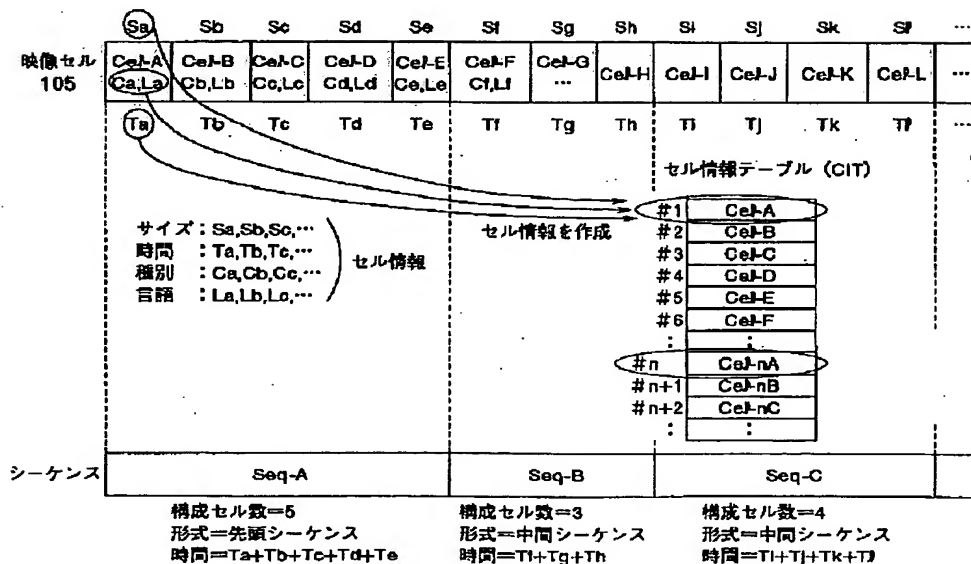 Sa Sb Sc Sd Se Sf Sg Sh Si Sj Sk Sl …
映像セル
105
Cell-A Cell-B Cell-C Cell-D Cell-E Cell-F Cell-G Cell-H Cell-I Cell-J Cell-K Cell-L …
Ca,La Cb,Lb Cc,Lc Cd,Ld Ce,Le Cf,Lf …
Ta Tb Tc Td Te Tf Tg Th Ti Tj Tk Tl …
セル情報テーブル (CIT)
サイズ:Sa,Sb,Sc,…
時間 :Ta,Tb,Tc,…
種別 :Ca,Cb,Cc,…
言語 :La,Lb,Lc,…
セル情報
セル情報を作成
#1 Cell-A
#2 Cell-B
#3 Cell-C
#4 Cell-D
#5 Cell-E
#6 Cell-F
: :
#n Cell-nA
#n+1 Cell-nB
#n+2 Cell-nC
: :
シーケンス Seq-A Seq-B Seq-C
構成セル数=5
形式=先頭シーケンス
時間=Ta+Tb+Tc+Td+Te
構成セル数=3
形式=中間シーケンス
時間=Tf+Tg+Th
構成セル数=4
形式=中間シーケンス
時間=Ti+Tj+Tk+Tl